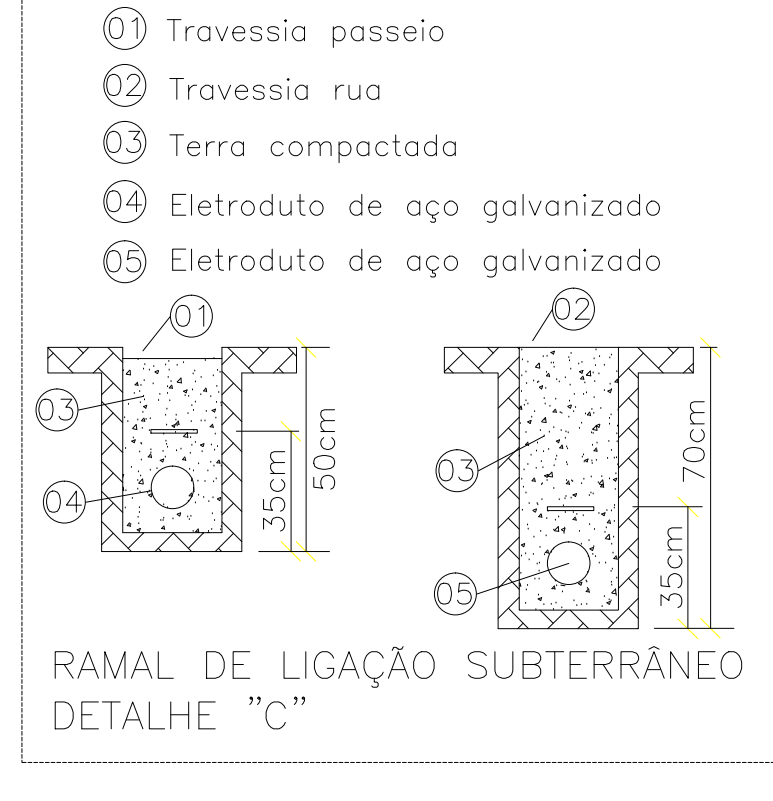 01 Travessia passeio
02 Travessia rua
03 Terra compactada
04 Eletroduto de aço galvanizado
05 Eletroduto de aço galvanizado
01
02
03
04
35cm
50cm
03
05
35cm
70cm
RAMAL DE LIGAÇÃO SUBTERRÂNEO
DETALHE "C"